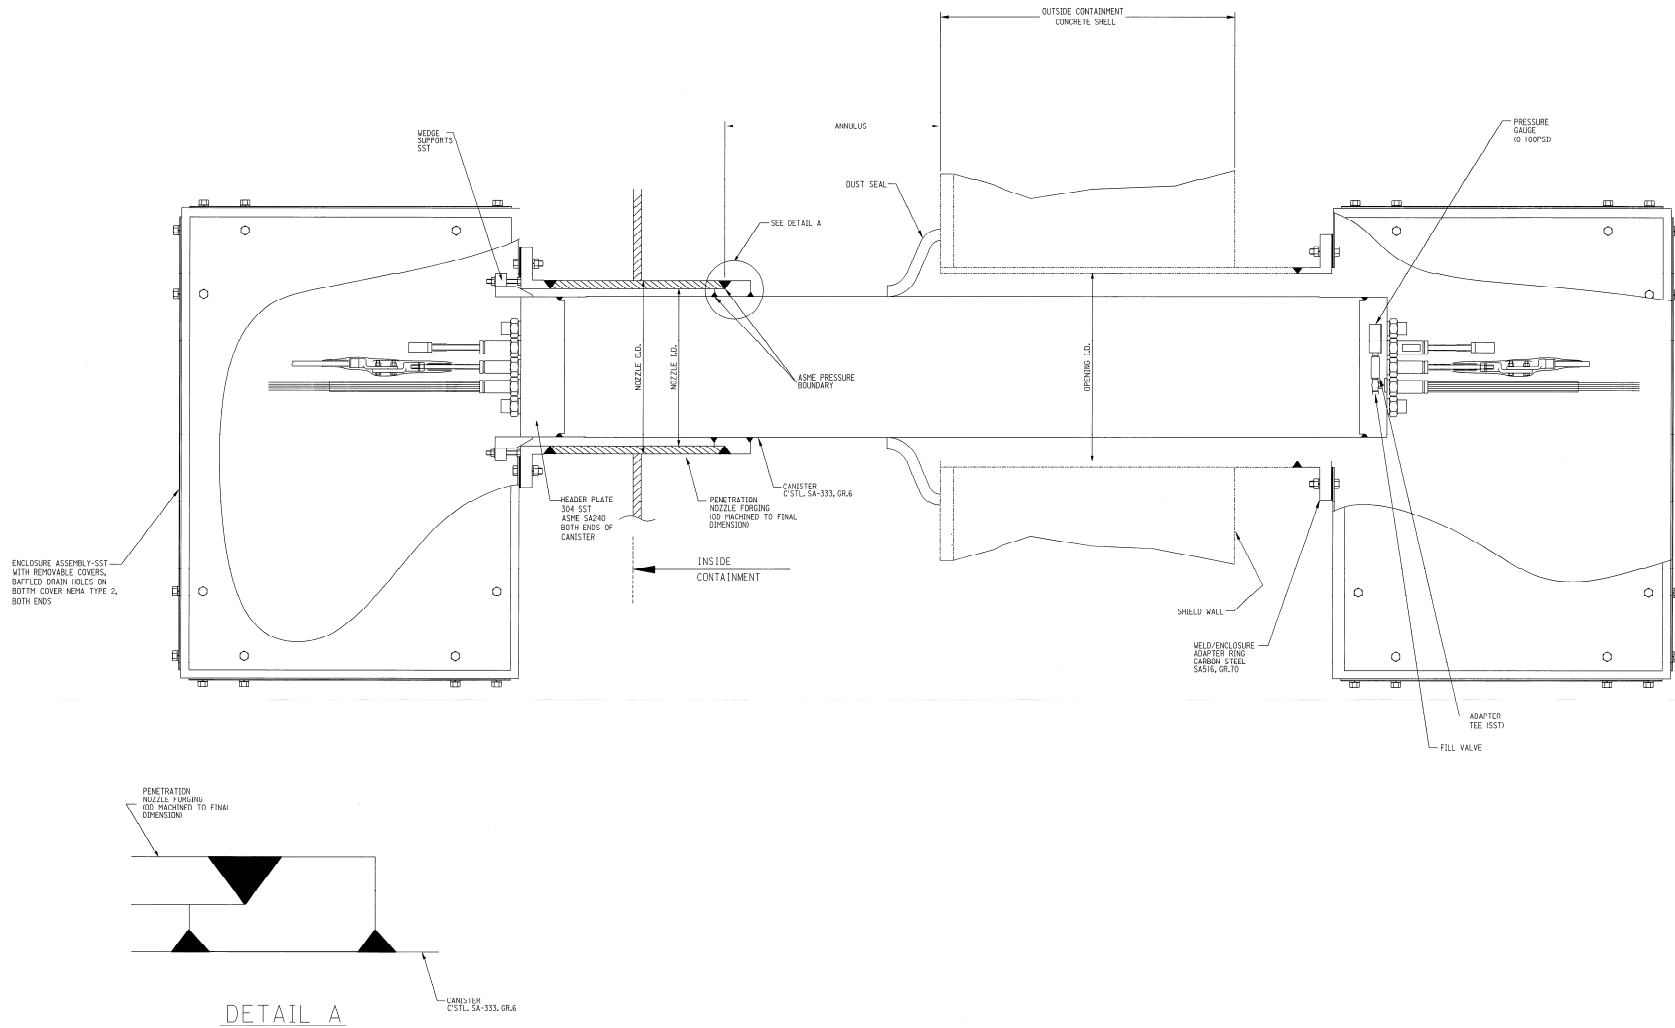 OUTSIDE CONTAINMENT
CONCRETE SHELL
ANNULUS
PRESSURE
GAUGE
(0 100PSI)
WEDGE
SUPPORTS
SST
DUST SEAL
SEE DETAIL A
NOZZLE O.D.
NOZZLE I.D.
OPENING I.D.
ASME PRESSURE
BOUNDARY
HEADER PLATE
304 SST
ASME SA240
BOTH ENDS OF
CANISTER
PENETRATION
NOZZLE FORGING
(OD MACHINED TO FINAL
DIMENSION)
CANISTER
C'STL. SA-333, GR.6
ENCLOSURE ASSEMBLY-SST
WITH REMOVABLE COVERS,
BAFFLED DRAIN HOLES ON
BOTTM COVER NEMA TYPE 2,
BOTH ENDS
INSIDE
CONTAINMENT
SHIELD WALL
WELD/ENCLOSURE
ADAPTER RING
CARBON STEEL
SA516, GR.70
ADAPTER
TEE (SST)
FILL VALVE
PENETRATION
NOZZLE FORGING
(OD MACHINED TO FINAL
DIMENSION)
CANISTER
C'STL. SA-333, GR.6
DETAIL A